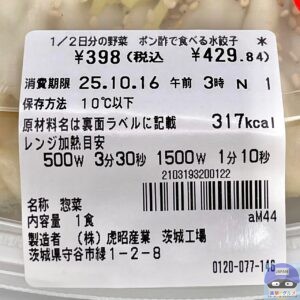 1/2日分の野菜 ポン酢で食べる水餃子 *
¥398(税込 ¥429.84)
消費期限 25.10.16 午前 3時 N 1
保存方法 10℃以下
原材料名は裏面ラベルに記載 317kcal
レンジ加熱目安
500W 3分30秒 1500W 1分10秒
2103193200122
aM44
名称: 惣菜
内容量: 1食
製造者 (株)虎昭産業 茨城工場
茨城県守谷市緑1-2-8
0120-077-146